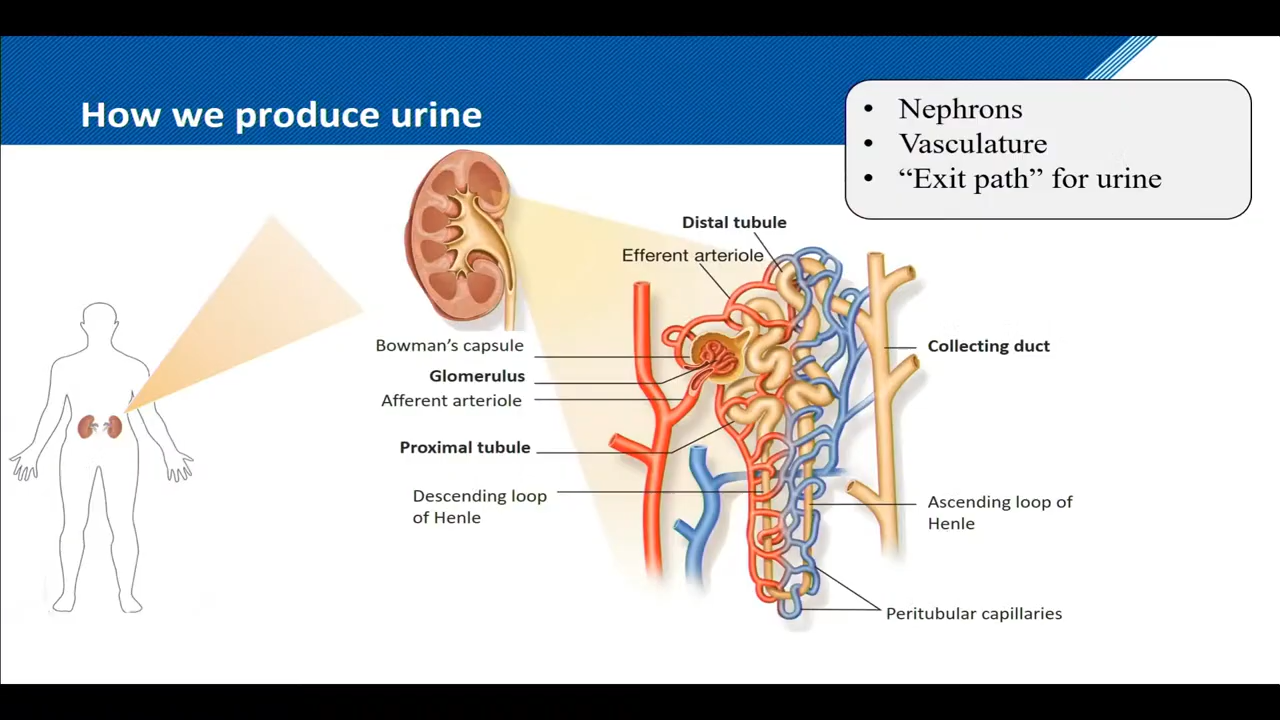 How we produce urine
• Nephrons
• Vasculature
• “Exit path” for urine
Distal tubule
Efferent arteriole
Bowman’s capsule
Glomerulus
Afferent arteriole
Proximal tubule
Descending loop
of Henle
Collecting duct
Ascending loop of
Henle
Peritubular capillaries